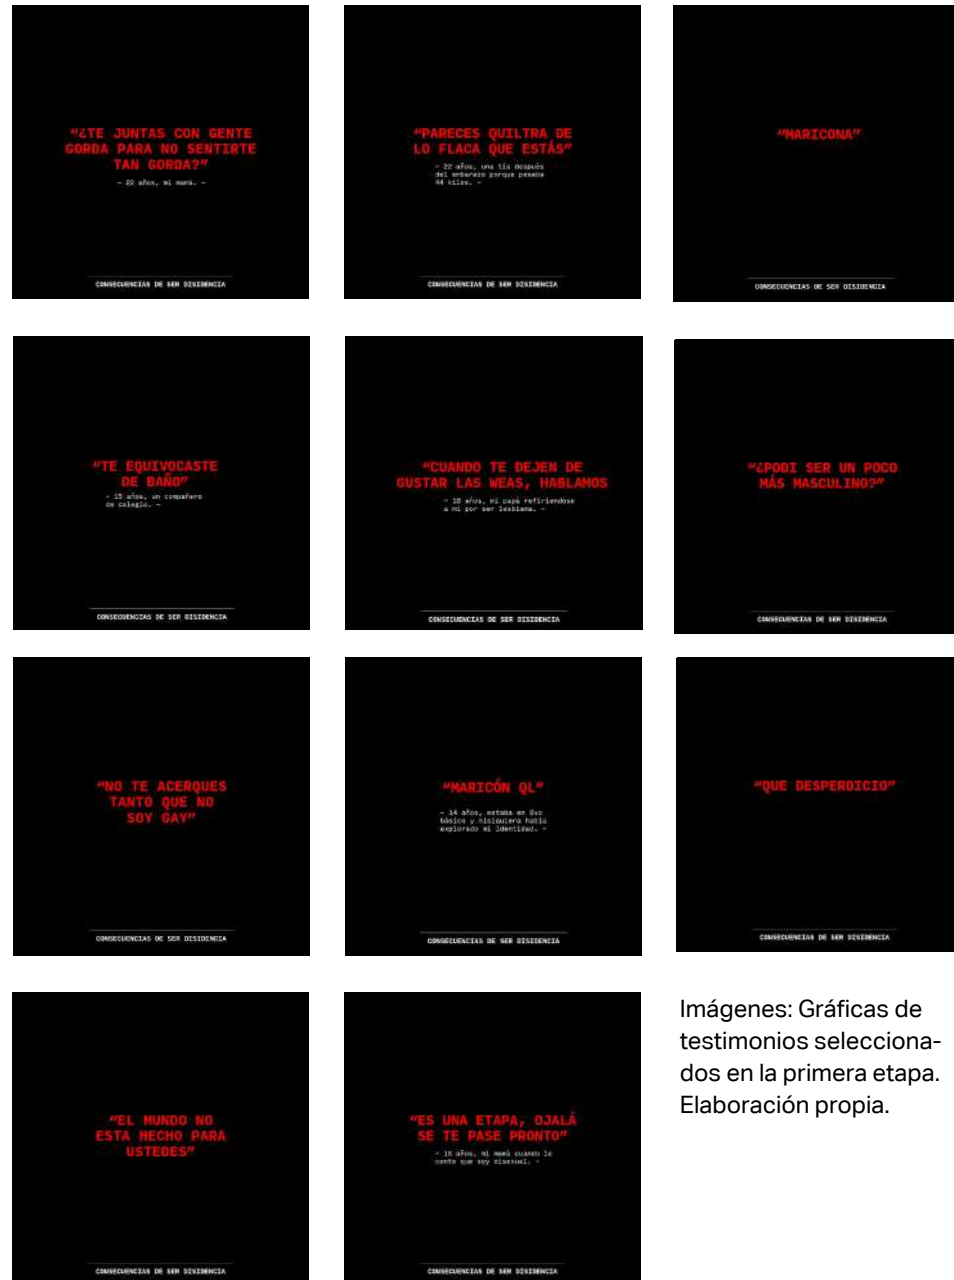 “¿TE JUNTAS CON GENTE
GORDA PARA NO SENTIRTE
TAN GORDA?”
– 22 años, mi mamá. –
CONSECUENCIAS DE SER DISIDENCIA
“PARECES QUILTRA DE
LO FLACA QUE ESTÁS”
– 22 años, una tía después
del embarazo porque pesaba
44 kilos. –
CONSECUENCIAS DE SER DISIDENCIA
“MARICONA”
CONSECUENCIAS DE SER DISIDENCIA
“TE EQUIVOCASTE
DE BAÑO”
– 15 años, un compañero
de colegio. –
CONSECUENCIAS DE SER DISIDENCIA
“CUANDO TE DEJEN DE
GUSTAR LAS WEAS, HABLAMOS
– 18 años, mi papá refiriendose
a mi por ser lesbiana. –
CONSECUENCIAS DE SER DISIDENCIA
“¿PODI SER UN POCO
MÁS MASCULINO?”
CONSECUENCIAS DE SER DISIDENCIA
“NO TE ACERQUES
TANTO QUE NO
SOY GAY”
CONSECUENCIAS DE SER DISIDENCIA
“MARICÓN QL”
– 14 años, estaba en 8vo
básico y nisiquiera había
explorado mi identidad. –
CONSECUENCIAS DE SER DISIDENCIA
“QUE DESPERDICIO”
CONSECUENCIAS DE SER DISIDENCIA
“EL MUNDO NO
ESTA HECHO PARA
USTEDES”
CONSECUENCIAS DE SER DISIDENCIA
“ES UNA ETAPA, OJALÁ
SE TE PASE PRONTO”
– años, mi mamá cuando le
conte que soy bisexual. –
CONSECUENCIAS DE SER DISIDENCIA
Imágenes: Gráficas de
testimonios selecciona-
dos en la primera etapa.
Elaboración propia.